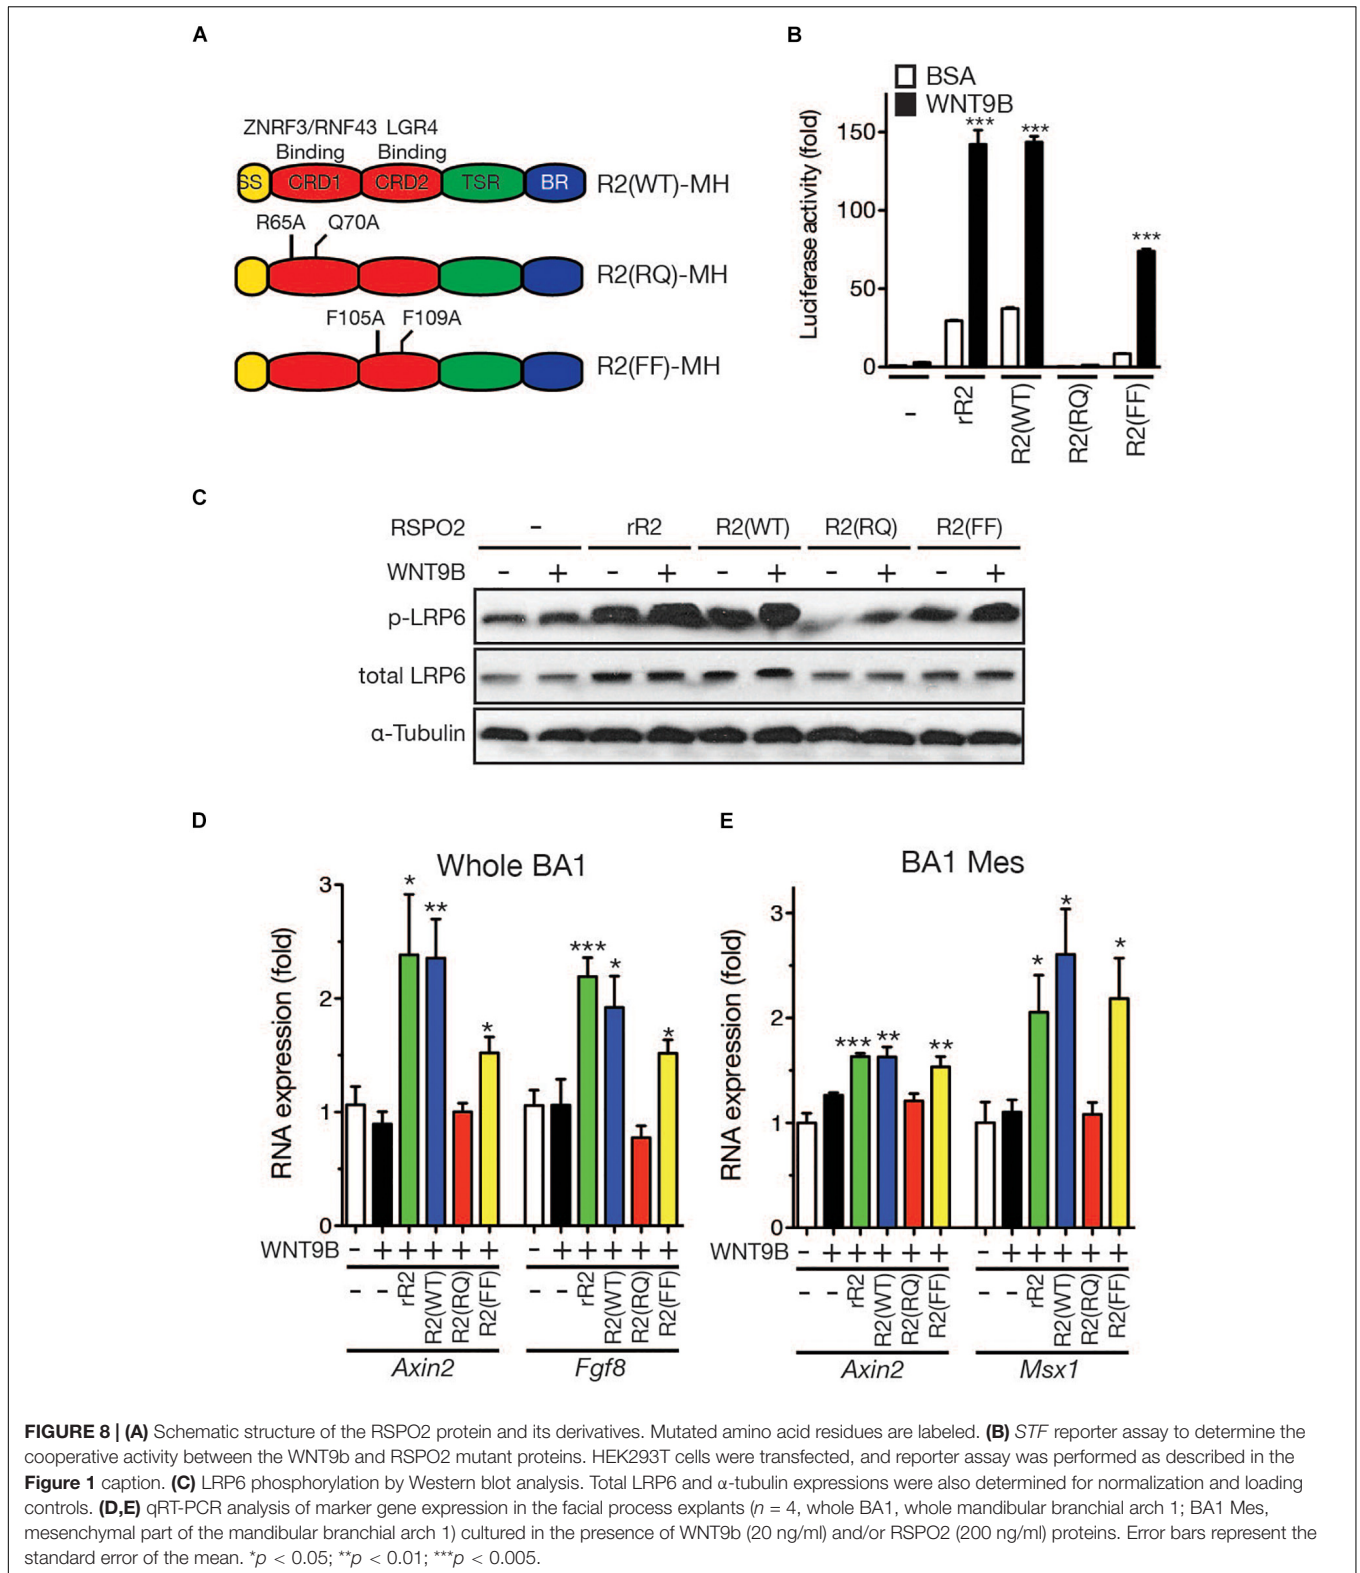 A
ZNRF3/RNF43 LGR4
Binding Binding
SS CRD1 CRD2 TSR BR R2(WT)-MH
R65A Q70A
R2(RQ)-MH
F105A F109A
R2(FF)-MH
B
BSA
WNT9B
Luciferase activity (fold)
150
100
50
0
*** *** ***
- rR2 R2(WT) R2(RQ) R2(FF)
C
RSPO2 - rR2 R2(WT) R2(RQ) R2(FF)
WNT9B - + - + - + - + - +
p-LRP6
total LRP6
α-Tubulin
D
Whole BA1
RNA expression (fold)
3
2
1
0
* ** * *** * *
WNT9B - + + + + + - + + + + +
- - rR2 R2(WT) R2(RQ) R2(FF) - - rR2 R2(WT) R2(RQ) R2(FF)
Axin2 Fgf8
E
BA1 Mes
RNA expression (fold)
3
2
1
0
*** ** ** * * *
WNT9B - + + + + + - + + + + +
- - rR2 R2(WT) R2(RQ) R2(FF) - - rR2 R2(WT) R2(RQ) R2(FF)
Axin2 Msx1
FIGURE 8 | (A) Schematic structure of the RSPO2 protein and its derivatives. Mutated amino acid residues are labeled. (B) STF reporter assay to determine the
cooperative activity between the WNT9b and RSPO2 mutant proteins. HEK293T cells were transfected, and reporter assay was performed as described in the
Figure 1 caption. (C) LRP6 phosphorylation by Western blot analysis. Total LRP6 and α-tubulin expressions were also determined for normalization and loading
controls. (D,E) qRT-PCR analysis of marker gene expression in the facial process explants (n = 4, whole BA1, whole mandibular branchial arch 1; BA1 Mes,
mesenchymal part of the mandibular branchial arch 1) cultured in the presence of WNT9b (20 ng/ml) and/or RSPO2 (200 ng/ml) proteins. Error bars represent the
standard error of the mean. *p < 0.05; **p < 0.01; ***p < 0.005.